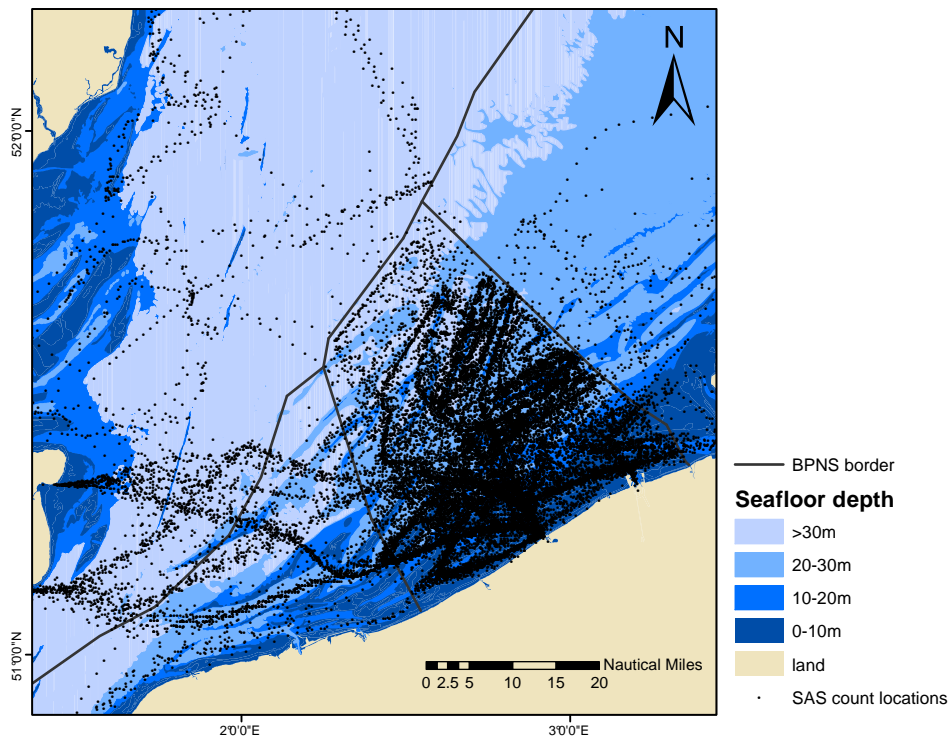 N
52°0'0"N
51°0'0"N
Nautical Miles
0 2.5 5 10 15 20
2°0'0"E 3°0'0"E
BPNS border
Seafloor depth
>30m
20-30m
10-20m
0-10m
land
SAS count locations